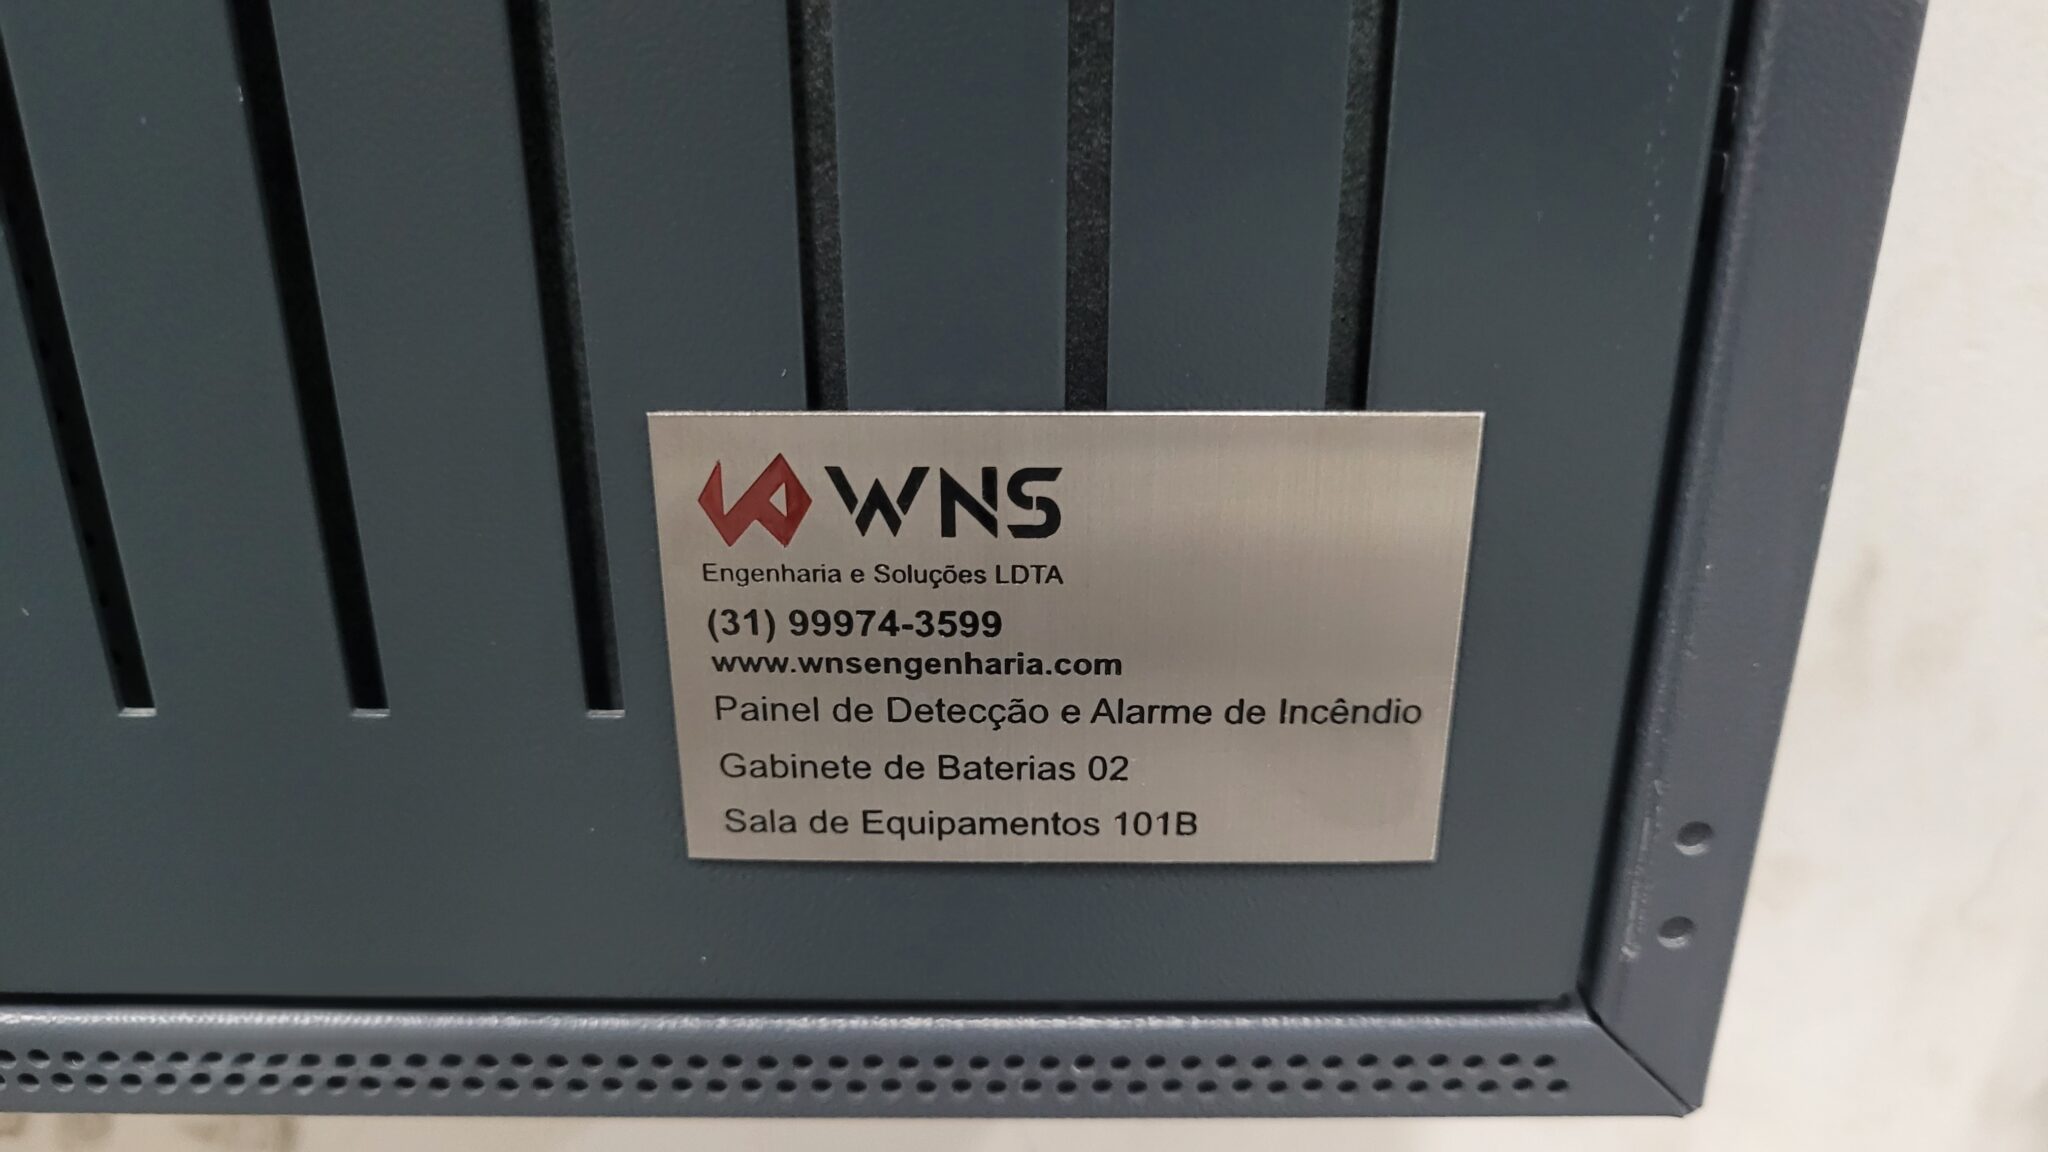 WNS
Engenharia e Soluções LDTA
(31) 99974-3599
www.wnsengenharia.com
Painel de Detecção e Alarme de Incêndio
Gabinete de Baterias 02
Sala de Equipamentos 101B